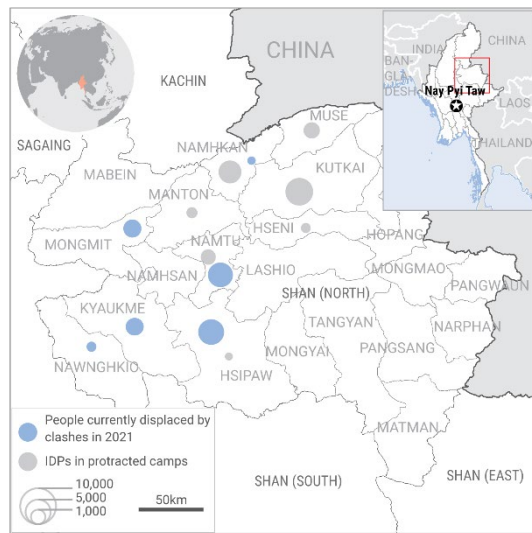 CHINA
KACHIN
SAGAING
MUSE
NAMHKAN
MABEIN
KUTKAI
MANTON
HSENI
HOPANG
MONGMIT
NAMTU
NAMHSAN
LASHIO
MONGMAO
SHAN (NORTH)
PANGWAUN
KYAUKME
TANGYAN
NARPHAN
MONGYAI
PANGSANG
NAWNGHKIO
HSIPAW
MATMAN
SHAN (SOUTH)
SHAN (EAST)
CHINA
INDIA
BAN-
GLA-
DESH
Nay Pyi Taw
LAOS
THAILAND
People currently displaced by
clashes in 2021
IDPs in protracted camps
10,000
5,000
1,000
50km